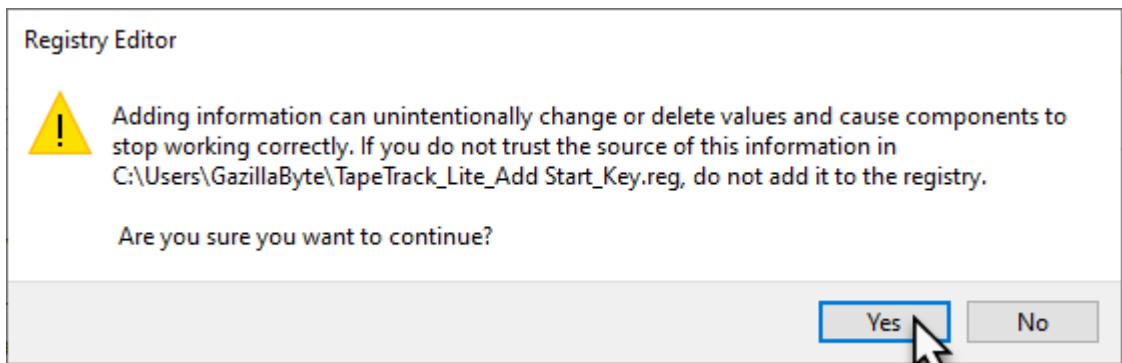 Registry Editor
Adding information can unintentionally change or delete values and cause components to
stop working correctly. If you do not trust the source of this information in
C:\Users\GazillaByte\TapeTrack_Lite_Add Start_Key.reg, do not add it to the registry.
Are you sure you want to continue?
Yes No